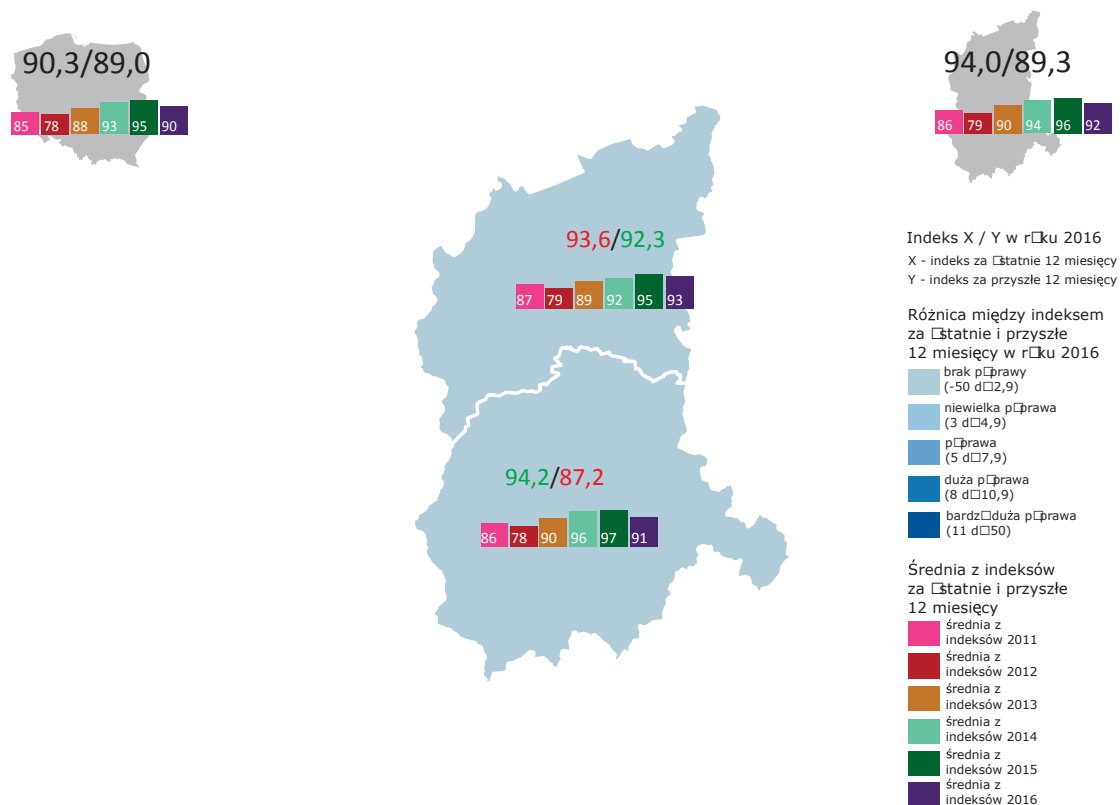 90,3/89,0
85 78 88 93 95 90
94,0/89,3
86 79 90 94 96 92
93,6/92,3
87 79 89 92 95 93
94,2/87,2
86 78 90 96 97 91
Indeks X / Y w r□ku 2016
X - indeks za □statnie 12 miesięcy
Y - indeks za przyszłe 12 miesięcy
Różnica między indeksem
za □statnie i przyszłe
12 miesięcy w r□ku 2016
brak p□prawy
(-50 d□2,9)
niewielka p□prawa
(3 d□4,9)
p□prawa
(5 d□7,9)
duża p□prawa
(8 d□10,9)
bardz□duża p□prawa
(11 d□50)
Średnia z indeksów
za □statnie i przyszłe
12 miesięcy
średnia z
indeksów 2011
średnia z
indeksów 2012
średnia z
indeksów 2013
średnia z
indeksów 2014
średnia z
indeksów 2015
średnia z
indeksów 2016